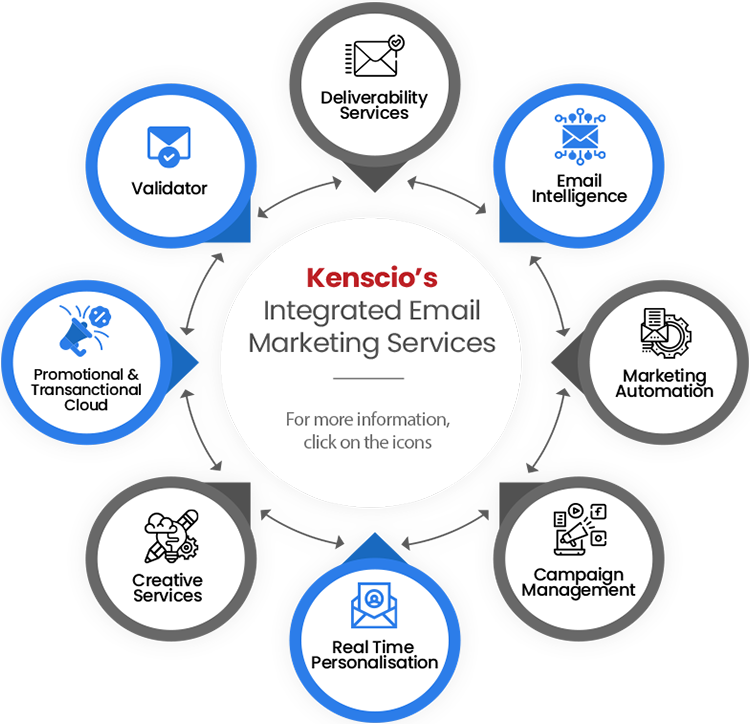 Deliverability
Services
Email
Intelligence
Marketing
Automation
Campaign
Management
Real Time
Personalisation
Creative
Services
Promotional &
Transanctional
Cloud
Validator
Kenscio’s
Integrated Email
Marketing Services
For more information,
click on the icons